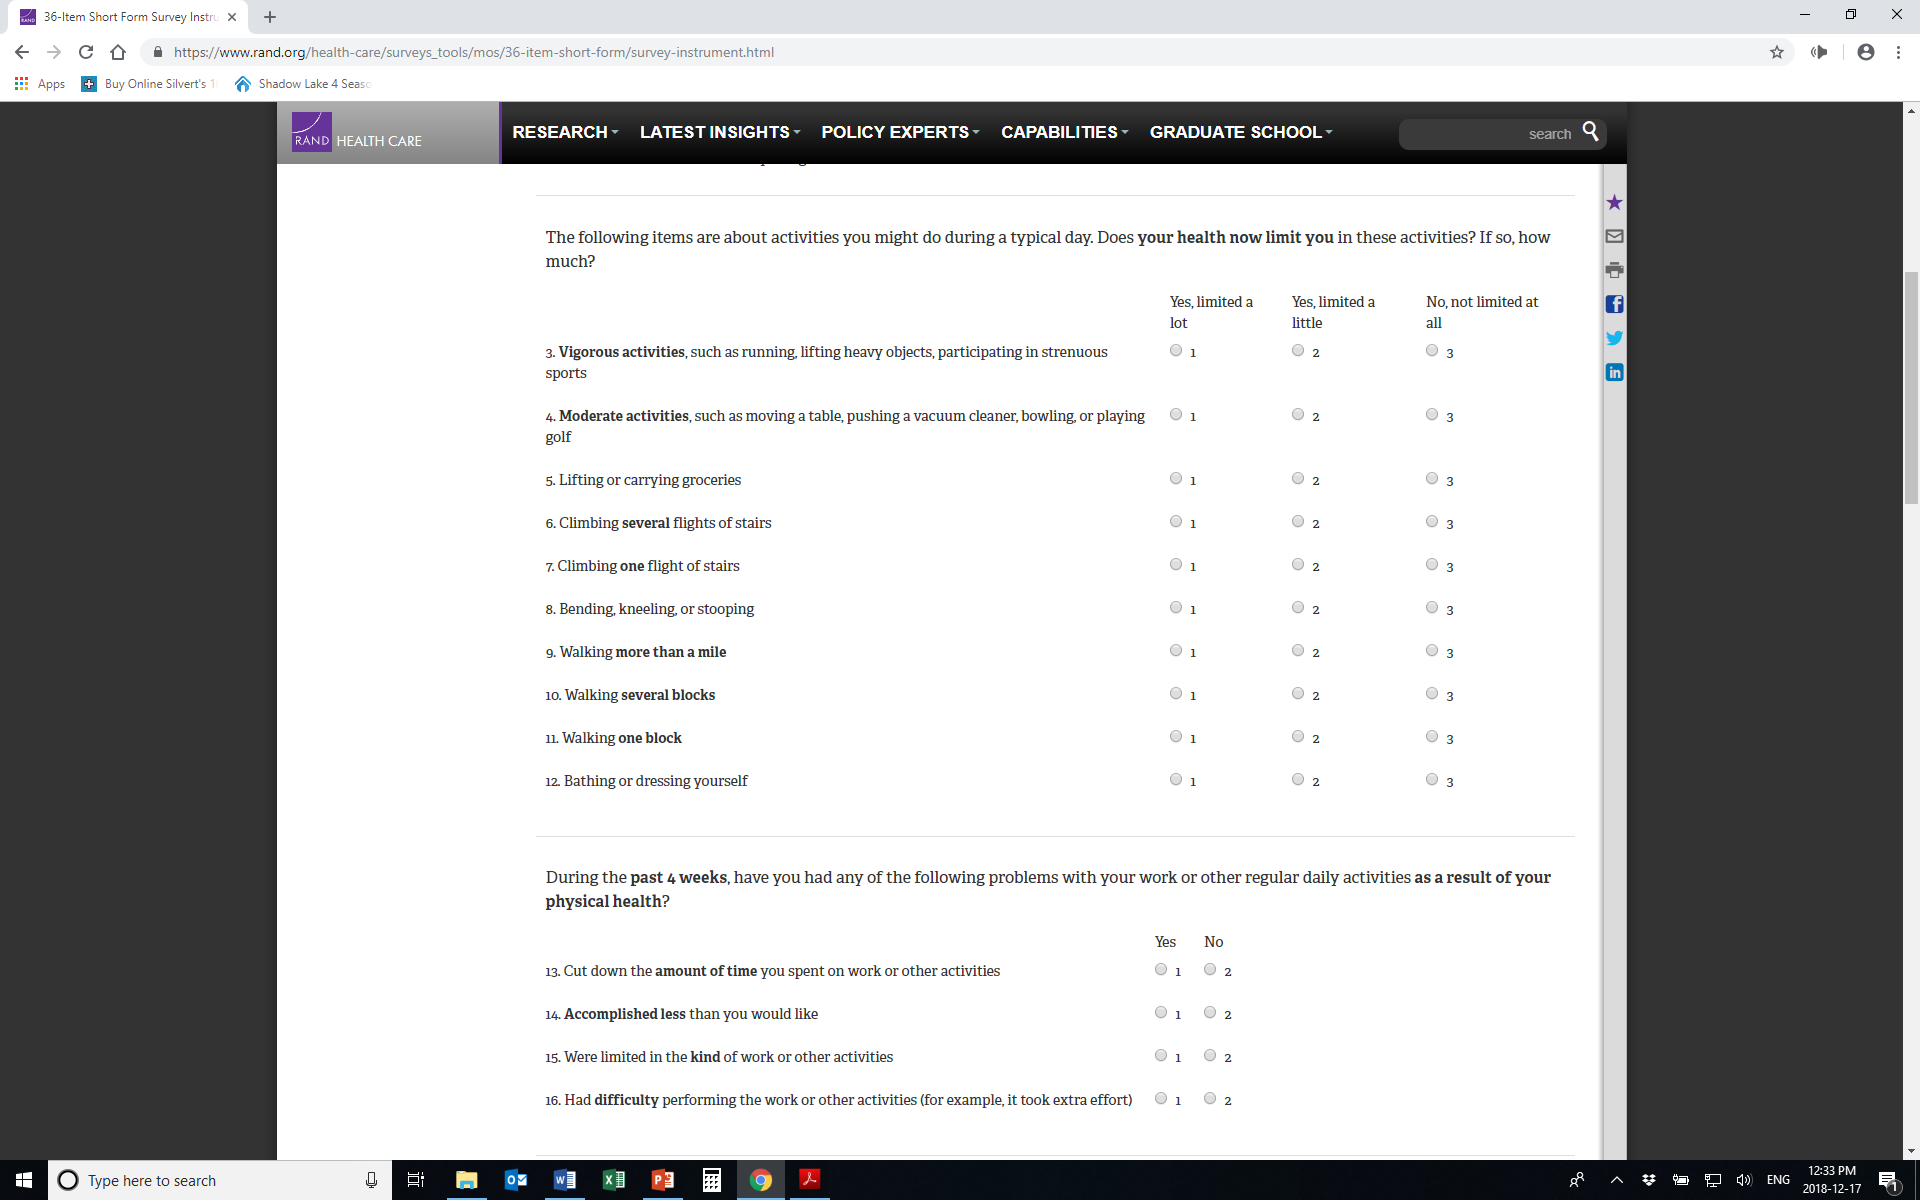 36-Item Short Form Survey Instru
https://www.rand.org/health-care/surveys_tools/mos/36-item-short-form/survey-instrument.html
Apps Buy Online Silvert's 1 Shadow Lake 4 Seaso
RAND HEALTH CARE
RESEARCH LATEST INSIGHTS POLICY EXPERTS CAPABILITIES GRADUATE SCHOOL search
The following items are about activities you might do during a typical day. Does your health now limit you in these activities? If so, how
much?
Yes, limited a lot Yes, limited a little No, not limited at all
3. Vigorous activities, such as running, lifting heavy objects, participating in strenuous 1 2 3
sports
4. Moderate activities, such as moving a table, pushing a vacuum cleaner, bowling, or playing 1 2 3
golf
5. Lifting or carrying groceries 1 2 3
6. Climbing several flights of stairs 1 2 3
7. Climbing one flight of stairs 1 2 3
8. Bending, kneeling, or stooping 1 2 3
9. Walking more than a mile 1 2 3
10. Walking several blocks 1 2 3
11. Walking one block 1 2 3
12. Bathing or dressing yourself 1 2 3
During the past 4 weeks, have you had any of the following problems with your work or other regular daily activities as a result of your
physical health?
Yes No
13. Cut down the amount of time you spent on work or other activities 1 2
14. Accomplished less than you would like 1 2
15. Were limited in the kind of work or other activities 1 2
16. Had difficulty performing the work or other activities (for example, it took extra effort) 1 2
Type here to search
ENG
12:33 PM
2018-12-17
1